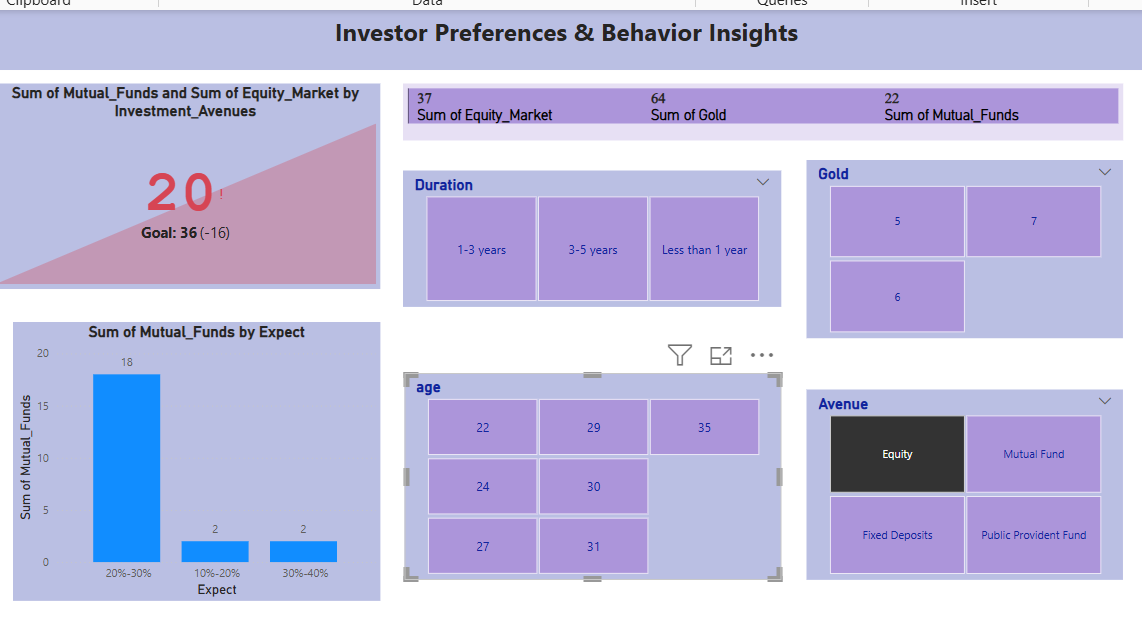 Clipboard
Data
Queries
Insert
Investor Preferences & Behavior Insights
Sum of Mutual_Funds and Sum of Equity_Market by
Investment_Avenues
20!
Goal: 36 (-16)
37
Sum of Equity_Market
64
Sum of Gold
22
Sum of Mutual_Funds
Duration
1-3 years
3-5 years
Less than 1 year
Gold
5
7
6
Sum of Mutual_Funds by Expect
Sum of Mutual_Funds
20
15
10
5
0
18
2
2
20%-30%
10%-20%
30%-40%
Expect
age
22
29
35
24
30
27
31
Avenue
Equity
Mutual Fund
Fixed Deposits
Public Provident Fund